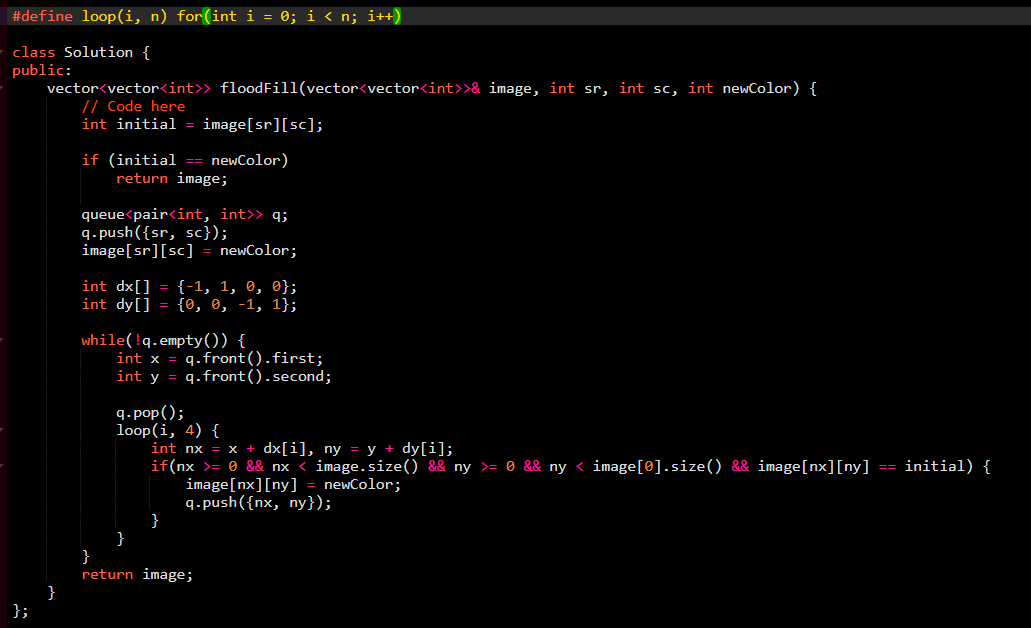 #define loop(i, n) for(int i = 0; i < n; i++)
class Solution {
public:
vector<vector<int>> floodFill(vector<vector<int>>& image, int sr, int sc, int newColor) {
// Code here
int initial = image[sr][sc];
if (initial == newColor)
return image;
queue<pair<int, int>> q;
q.push({sr, sc});
image[sr][sc] = newColor;
int dx[] = {-1, 1, 0, 0};
int dy[] = {0, 0, -1, 1};
while(!q.empty()) {
int x = q.front().first;
int y = q.front().second;
q.pop();
loop(i, 4) {
int nx = x + dx[i], ny = y + dy[i];
if(nx >= 0 && nx < image.size() && ny >= 0 && ny < image[0].size() && image[nx][ny] == initial) {
image[nx][ny] = newColor;
q.push({nx, ny});
}
}
}
return image;
}
};